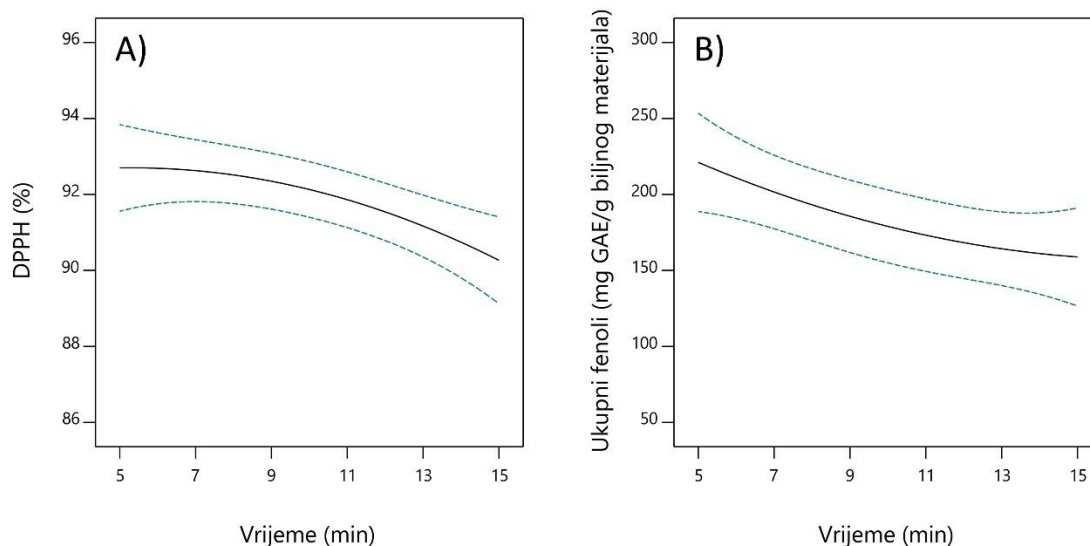 A)
DPPH (%)
96
94
92
90
88
86
5 7 9 11 13 15
Vrijeme (min)
B)
Ukupni fenoli (mg GAE/g biljnog materijala)
300
250
200
150
100
50
5 7 9 11 13 15
Vrijeme (min)